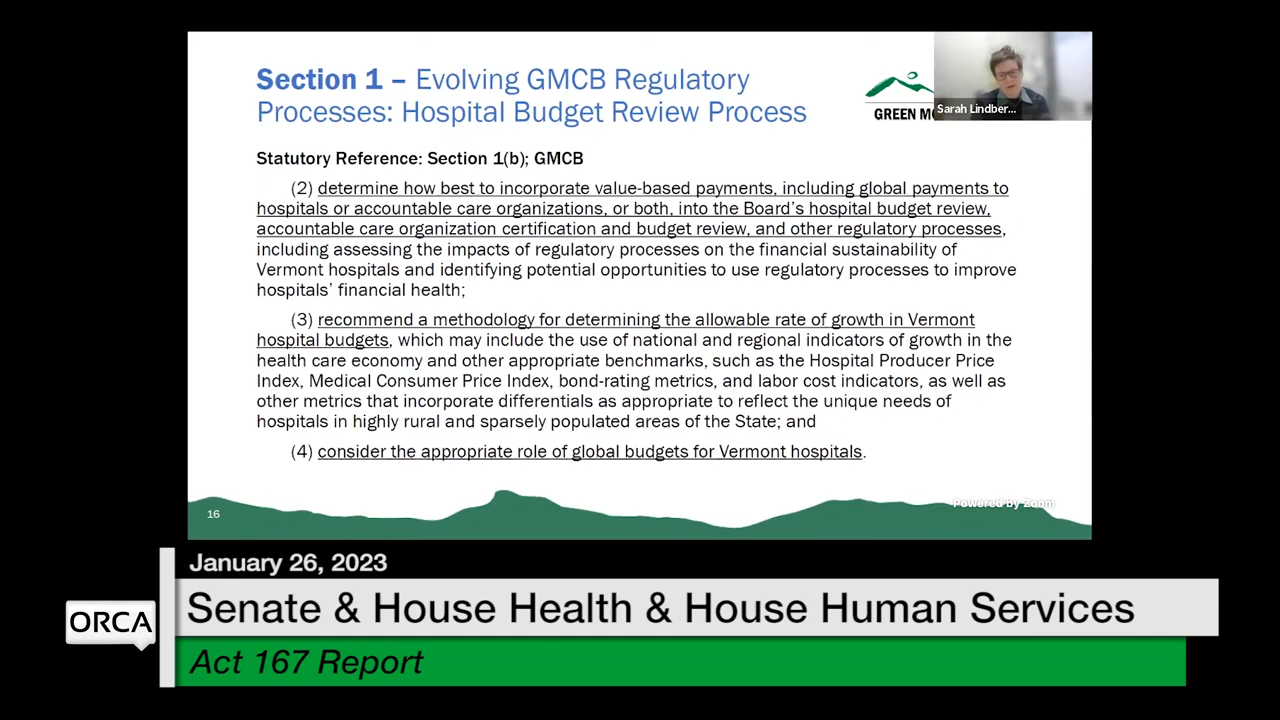 Section 1 – Evolving GMCB Regulatory
Processes: Hospital Budget Review Process
GREEN MO
Sarah Lindber...
Statutory Reference: Section 1(b); GMCB
(2) determine how best to incorporate value-based payments, including global payments to
hospitals or accountable care organizations, or both, into the Board's hospital budget review,
accountable care organization certification and budget review, and other regulatory processes,
including assessing the impacts of regulatory processes on the financial sustainability of
Vermont hospitals and identifying potential opportunities to use regulatory processes to improve
hospitals' financial health;
(3) recommend a methodology for determining the allowable rate of growth in Vermont
hospital budgets, which may include the use of national and regional indicators of growth in the
health care economy and other appropriate benchmarks, such as the Hospital Producer Price
Index, Medical Consumer Price Index, bond-rating metrics, and labor cost indicators, as well as
other metrics that incorporate differentials as appropriate to reflect the unique needs of
hospitals in highly rural and sparsely populated areas of the State; and
(4) consider the appropriate role of global budgets for Vermont hospitals.
Powered by Zoom
16
January 26, 2023
ORCA
Senate & House Health & House Human Services
Act 167 Report